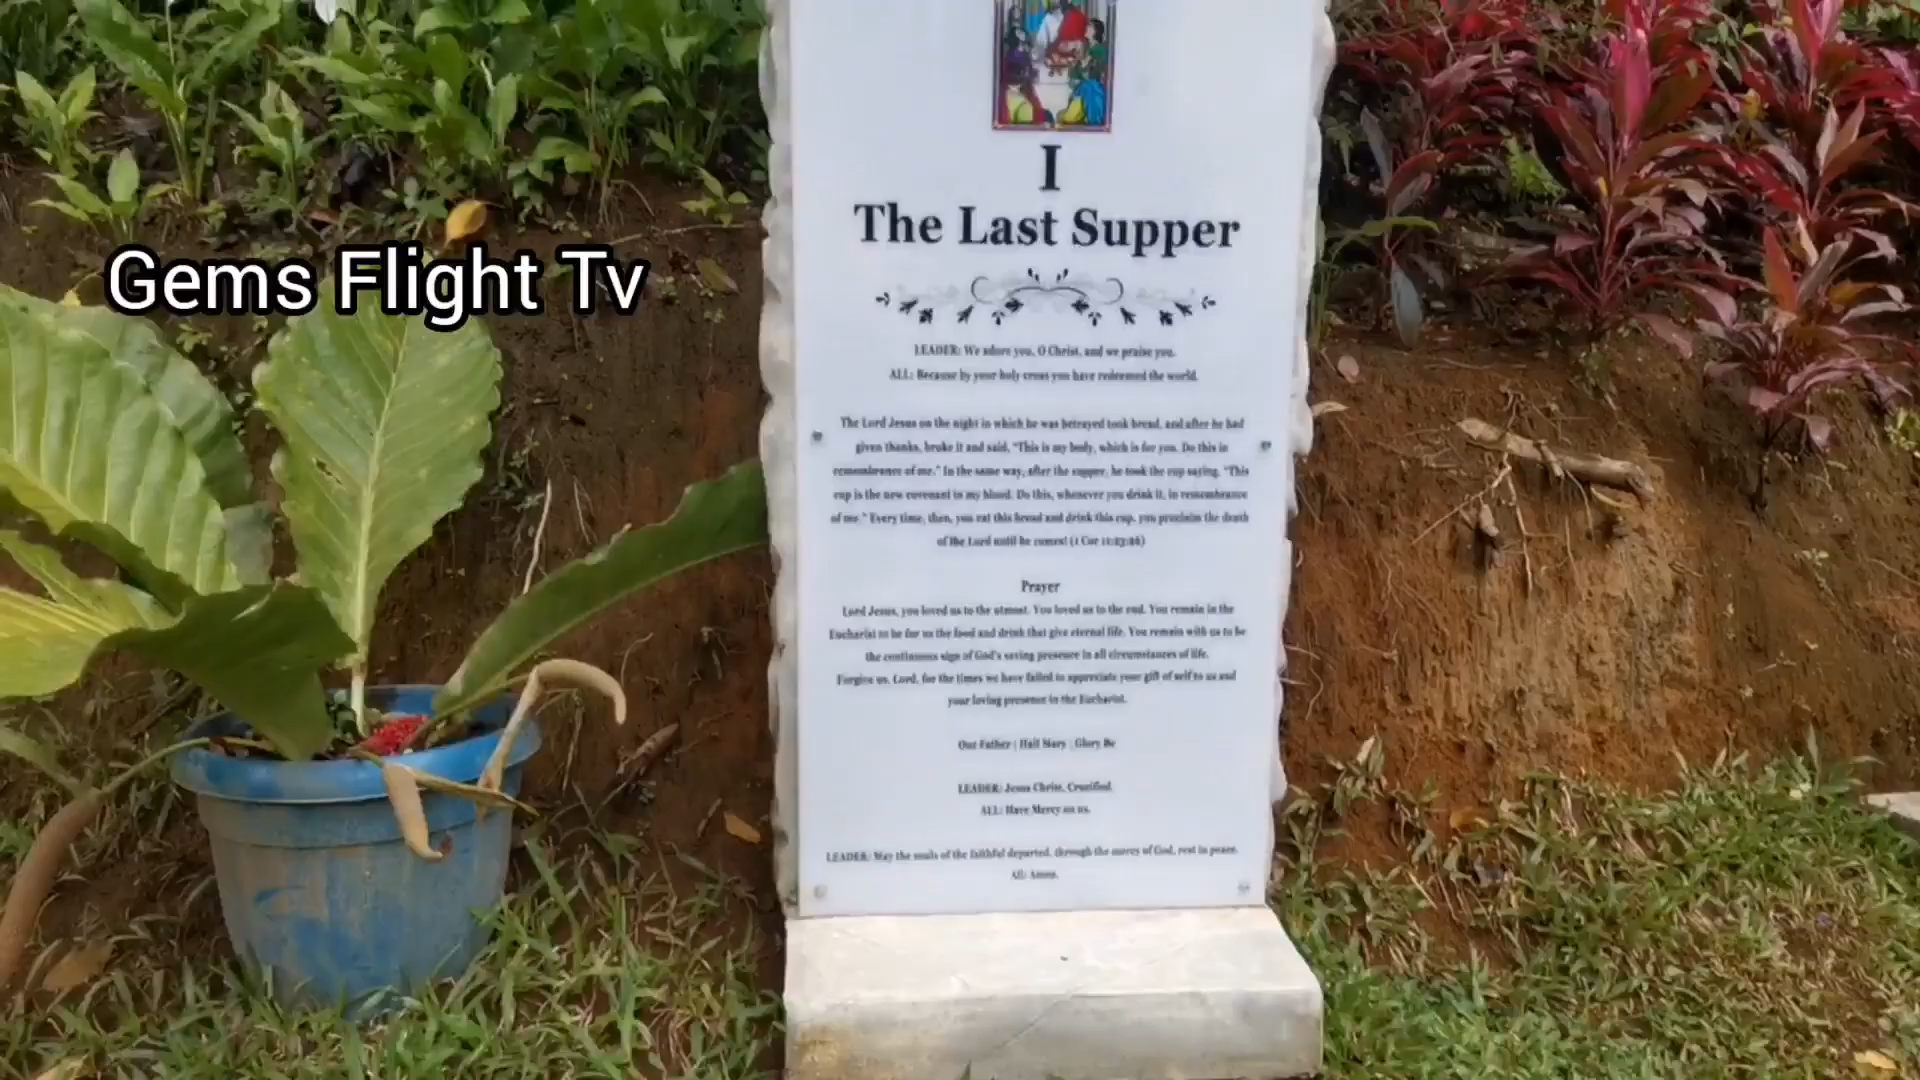 I
The Last Supper
Gems Flight Tv
LEADER: We adore you, O Christ, and we praise you.
ALL: Because by your holy cross you have redeemed the world.
The Lord Jesus on the night in which he was betrayed took bread, and after he had
given thanks, broke it and said, "This is my body, which is for you. Do this in
remembrance of me." In the same way, after the supper, he took the cup saying, "This
cup is the new covenant in my blood. Do this, whenever you drink it, in remembrance
of me." Every time, then, you eat this bread and drink this cup, you proclaim the death
of the Lord until he comes! (1 Cor 11:23-26)
Prayer
Lord Jesus, you loved us to the utmost. You loved us to the end. You remain in the
Eucharist to be for us the food and drink that give eternal life. You remain with us to be
the continuous sign of God's saving presence in all circumstances of life.
Forgive us, Lord, for the times we have failed to appreciate your gift of self to us and
your loving presence in the Eucharist.
Our Father | Hail Mary | Glory Be
LEADER: Jesus Christ, Crucified.
ALL: Have Mercy on us.
LEADER: May the souls of the faithful departed, through the mercy of God, rest in peace.
All: Amen.